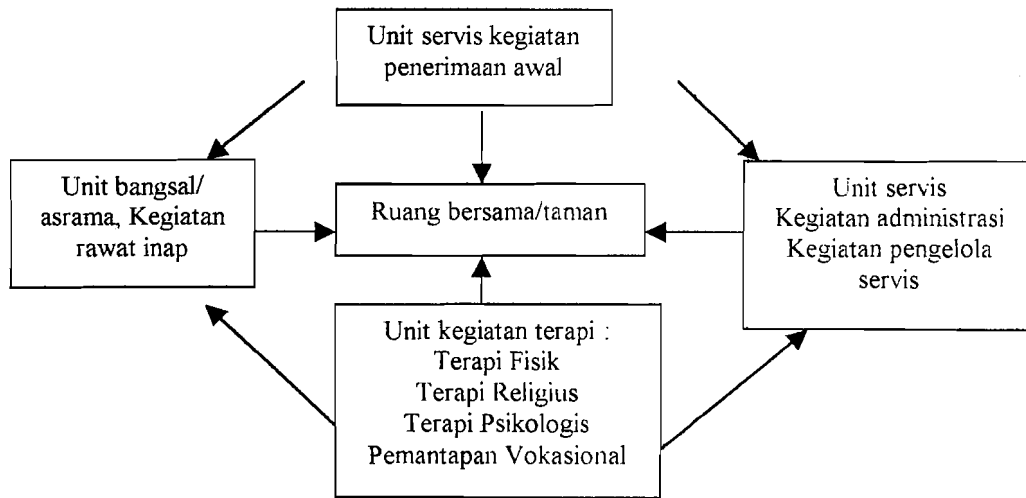 Unit servis kegiatan
penerimaan awal
Unit bangsal/
asrama, Kegiatan
rawat inap
Ruang bersama/taman
Unit servis
Kegiatan administrasi
Kegiatan pengelola
servis
Unit kegiatan terapi :
Terapi Fisik
Terapi Religius
Terapi Psikologis
Pemantapan Vokasional